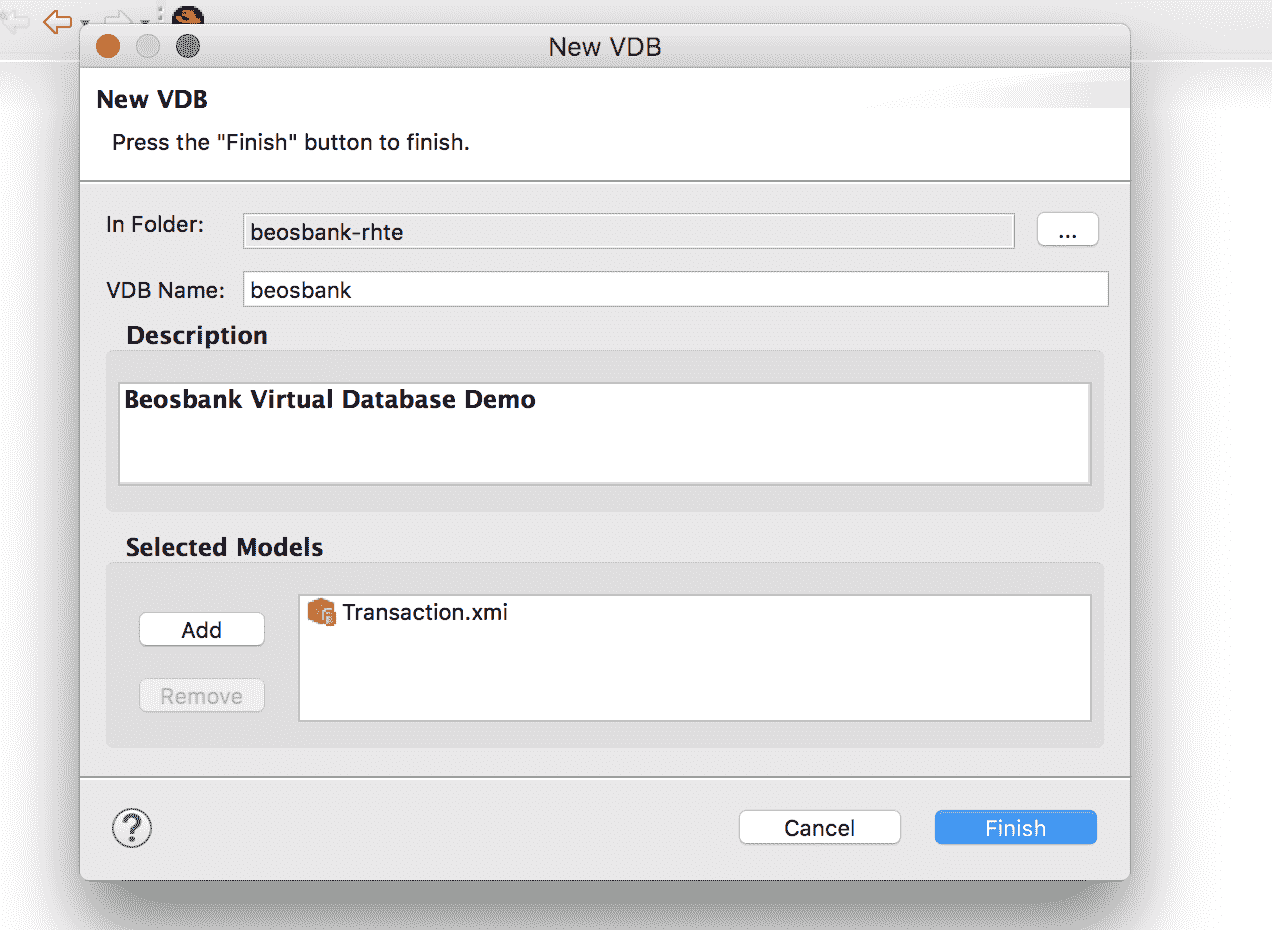 New VDB
New VDB
Press the "Finish" button to finish.
In Folder: beosbank-rhte ...
VDB Name: beosbank
Description
Beosbank Virtual Database Demo
Selected Models
Add Transaction.xmi
Remove
? Cancel Finish